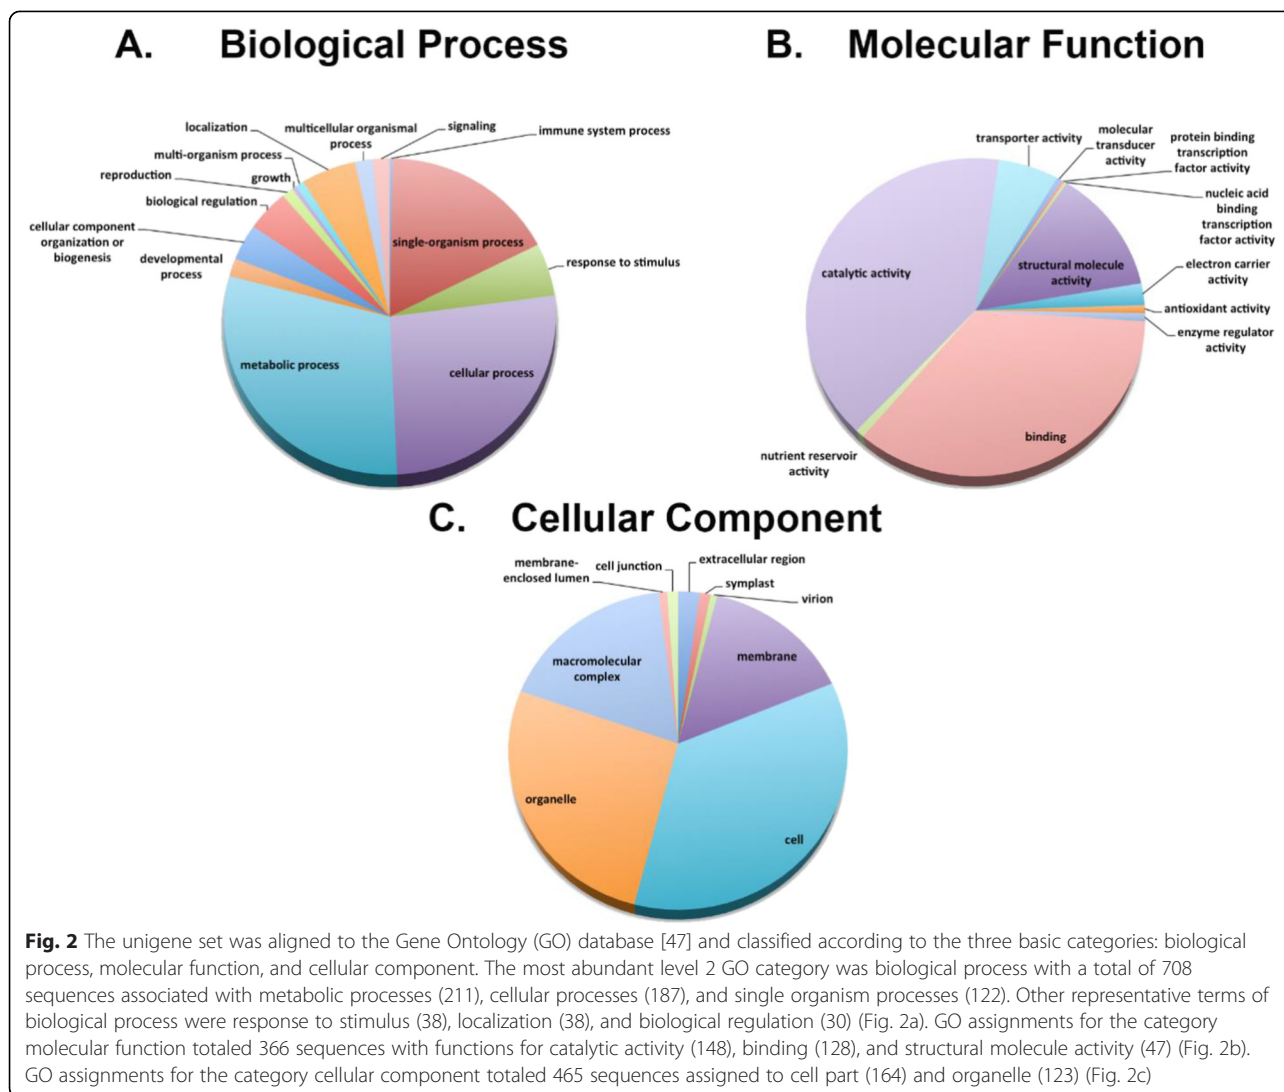 A. Biological Process
B. Molecular Function
localization
multicellular organismal
process
signaling
immune system process
multi-organism process
reproduction
growth
biological regulation
cellular component
organization or
biogenesis
developmental
process
single-organism process
response to stimulus
metabolic process
cellular process
transporter activity
molecular
transducer
activity
protein binding
transcription
factor activity
nucleic acid
binding
transcription
factor activity
catalytic activity
structural molecule
activity
electron carrier
activity
antioxidant activity
enzyme regulator
activity
binding
nutrient reservoir
activity
C. Cellular Component
membrane-
enclosed lumen
cell junction
extracellular region
symplast
virion
macromolecular
complex
membrane
organelle
cell
Fig. 2 The unigene set was aligned to the Gene Ontology (GO) database [47] and classified according to the three basic categories: biological
process, molecular function, and cellular component. The most abundant level 2 GO category was biological process with a total of 708
sequences associated with metabolic processes (211), cellular processes (187), and single organism processes (122). Other representative terms of
biological process were response to stimulus (38), localization (38), and biological regulation (30) (Fig. 2a). GO assignments for the category
molecular function totaled 366 sequences with functions for catalytic activity (148), binding (128), and structural molecule activity (47) (Fig. 2b).
GO assignments for the category cellular component totaled 465 sequences assigned to cell part (164) and organelle (123) (Fig. 2c)